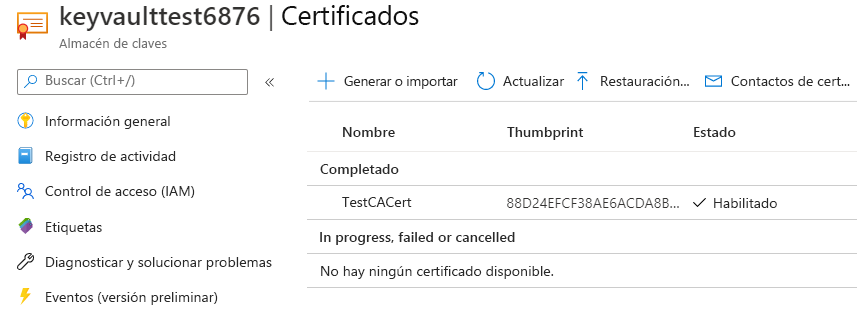 keyvaulttest6876 | Certificados
Almacén de claves
Buscar (Ctrl+/)
«
Generar o importar
Actualizar
Restauración...
Contactos de cert...
Información general
Registro de actividad
Control de acceso (IAM)
Etiquetas
Diagnosticar y solucionar problemas
Eventos (versión preliminar)
Nombre Thumbprint Estado
Completado
TestCACert 88D24EFCF38AE6ACDA8B... Habilitado
In progress, failed or cancelled
No hay ningún certificado disponible.